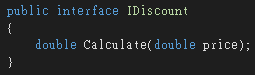 public interface IDiscount
{
    double Calculate(double price);
}